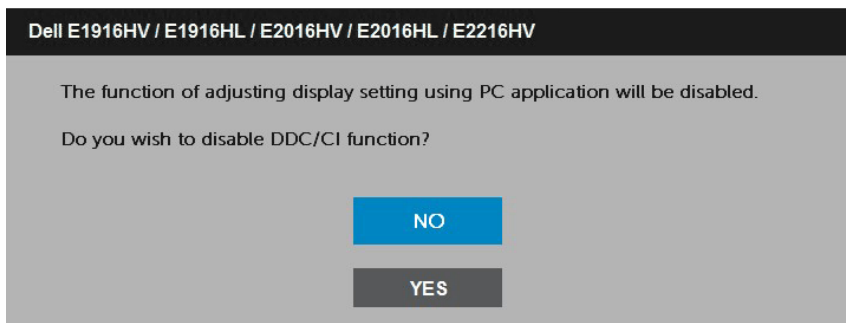 Dell E1916HV / E1916HL / E2016HV / E2016HL / E2216HV
The function of adjusting display setting using PC application will be disabled.
Do you wish to disable DDC/CI function?
NO
YES